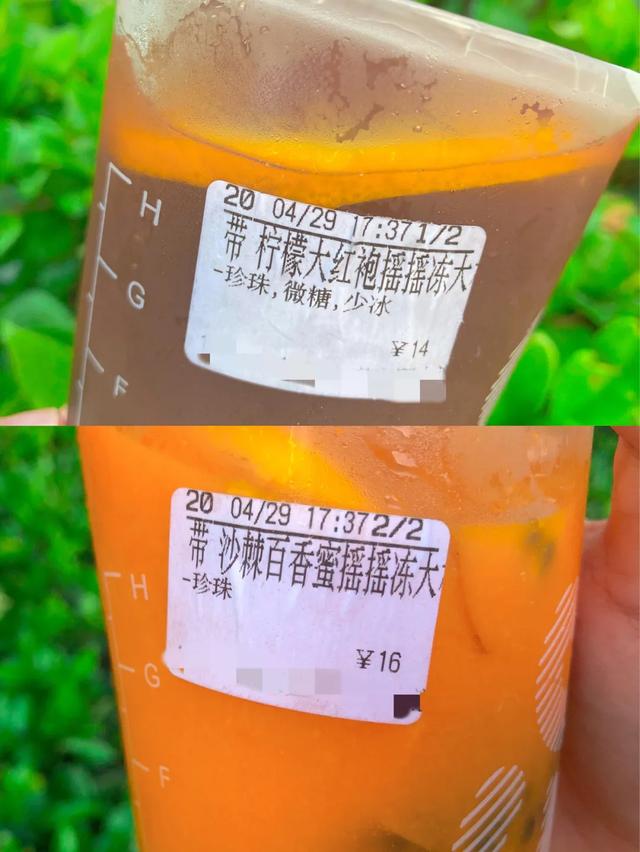 20 04/29 17:37 1/2
带 柠檬大红袍摇摇冻大
-珍珠,微糖,少冰
¥14
H
G
F
20 04/29 17:37 2/2
带 沙棘百香蜜摇摇冻大
-珍珠
¥16
H
G
F